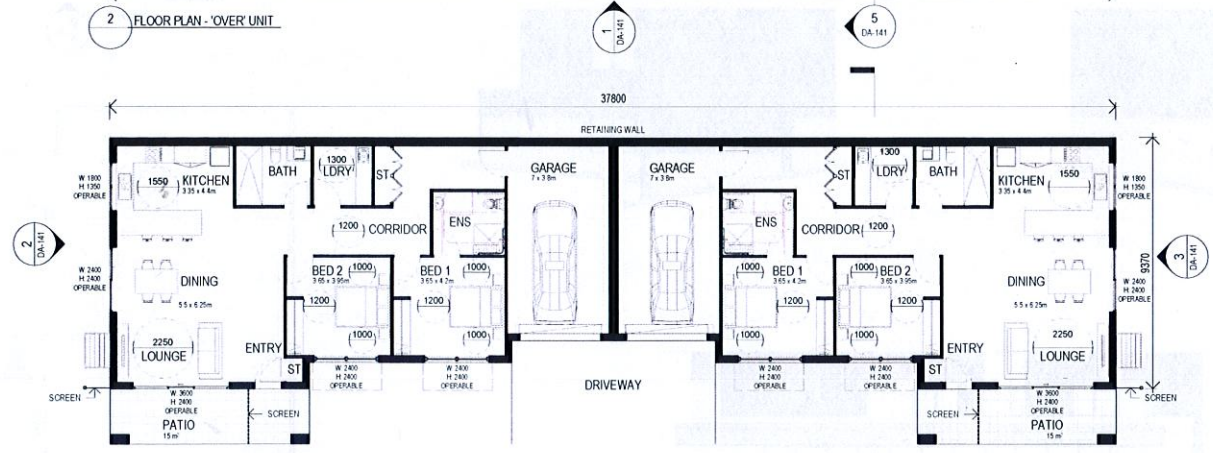 2 FLOOR PLAN - 'OVER' UNIT
1 DA-141
5 DA-141
37800
RETAINING WALL
W 1800 H 1350 OPERABLE
1550
KITCHEN
3.35 x 4.4m
BATH
1300
LDRY
ST
GARAGE
7 x 3.8m
GARAGE
7 x 3.8m
ST
1300
LDRY
BATH
KITCHEN
3.35 x 4.4m
1550
W 1800 H 1350 OPERABLE
2 DA-141
1200 CORRIDOR
ENS
ENS
CORRIDOR 1200
3 DA-141
9370
W 2400 H 2400 OPERABLE
DINING
5.5 x 6.25m
BED 2
3.65 x 3.95m
1000
1200
1000
BED 1
3.65 x 4.2m
1000
1200
1000
BED 1
3.65 x 4.2m
1000
1200
1000
BED 2
3.65 x 3.95m
1000
1200
1000
DINING
5.5 x 6.25m
W 2400 H 2400 OPERABLE
2250
LOUNGE
ENTRY
ST
ENTRY
ST
2250
LOUNGE
W 2400 H 2400 OPERABLE
W 2400 H 2400 OPERABLE
DRIVEWAY
W 2400 H 2400 OPERABLE
W 2400 H 2400 OPERABLE
SCREEN
W 3600 H 2400 OPERABLE
SCREEN
PATIO
15 m²
SCREEN
W 3600 H 2400 OPERABLE
PATIO
15 m²
SCREEN